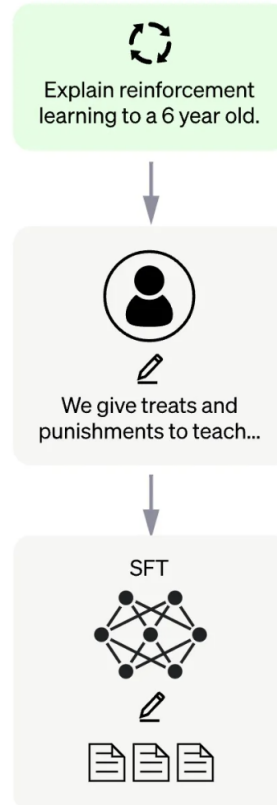 Explain reinforcement
learning to a 6 year old.
We give treats and
punishments to teach...
SFT